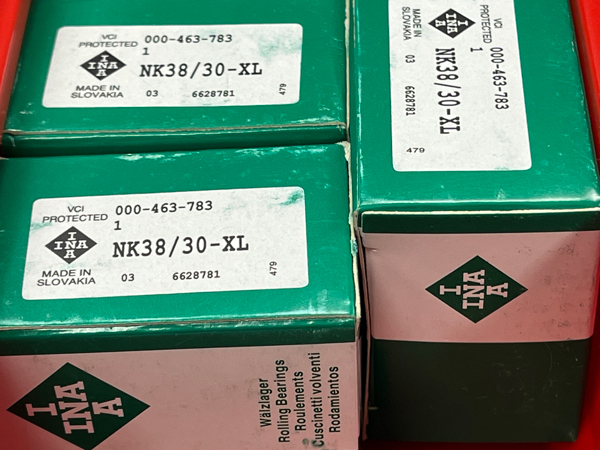 VCI
PROTECTED
000-463-783
1
INA
NK38/30-XL
MADE IN
SLOVAKIA
03
6628781
479
VCI
PROTECTED
000-463-783
1
INA
NK38/30-XL
MADE IN
SLOVAKIA
03
6628781
479
VCI
PROTECTED
000-463-783
1
INA
NK38/30-XL
MADE IN
SLOVAKIA
03
6628781
479
INA
INA
Wälzlager
Rolling Bearings
Roulements
Cuscinetti volventi
Rodamientos